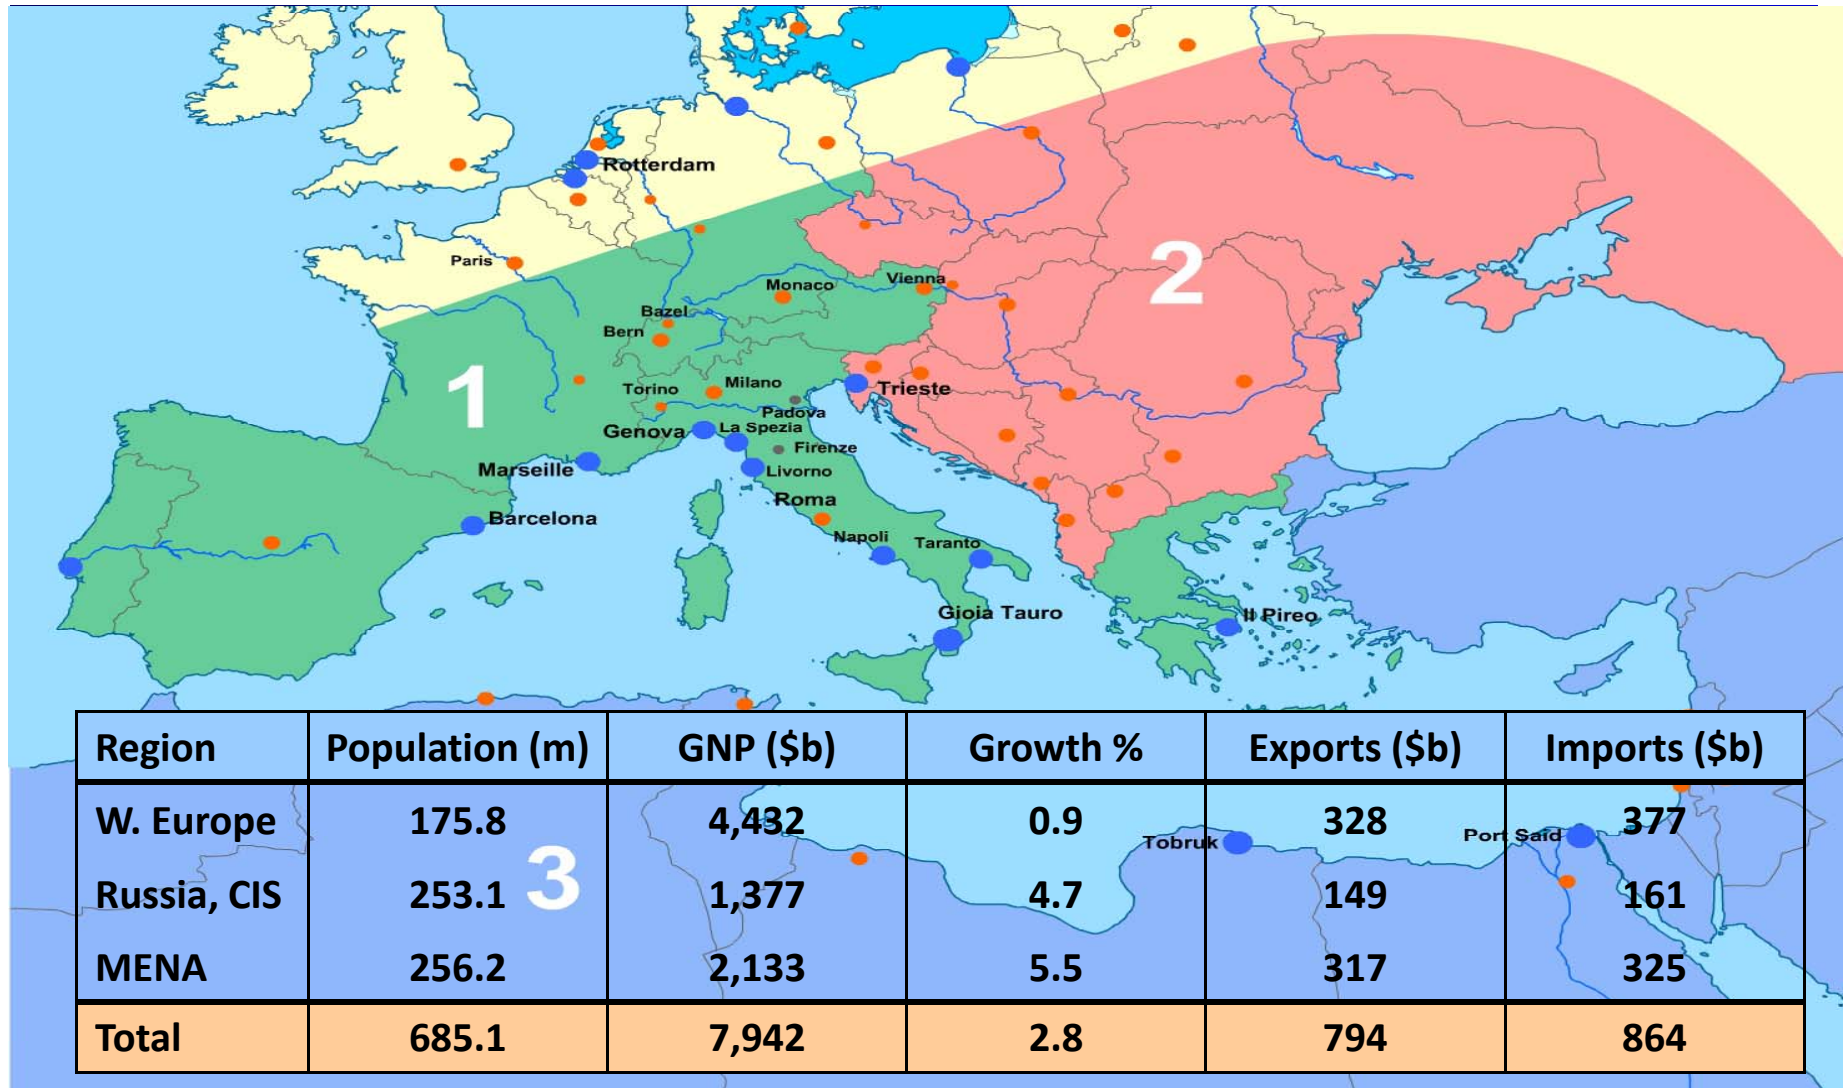 Rotterdam
Paris
2
Monaco
Vienna
Bazel
Bern
1
Torino
Milano
Trieste
Padova
Genova
La Spezia
Firenze
Marseille
Livorno
Roma
Barcelona
Napoli
Taranto
Gioia Tauro
Il Pireo
Region Population (m) GNP ($b) Growth % Exports ($b) Imports ($b)
W. Europe 175.8 4,432 0.9 328 377
Tobruk
Port Said
3
Russia, CIS 253.1 1,377 4.7 149 161
MENA 256.2 2,133 5.5 317 325
Total 685.1 7,942 2.8 794 864